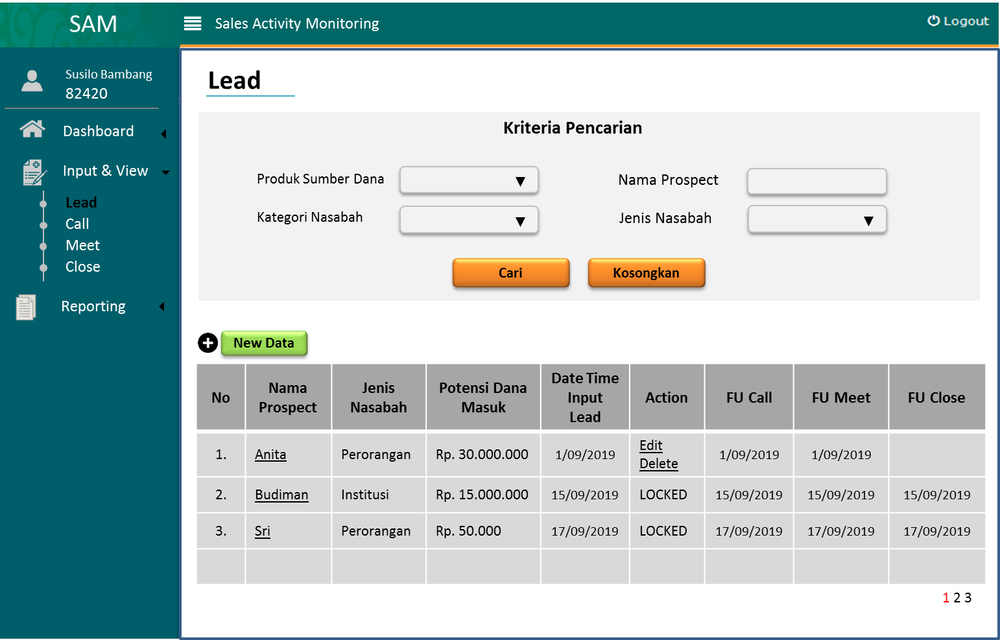 SAM
Sales Activity Monitoring
Logout
Susilo Bambang
82420
Dashboard
Input & View
Lead
Call
Meet
Close
Reporting
Lead
Kriteria Pencarian
Produk Sumber Dana
Nama Prospect
Kategori Nasabah
Jenis Nasabah
Cari
Kosongkan
New Data
No
Nama
Prospect
Jenis
Nasabah
Potensi Dana
Masuk
Date Time
Input
Lead
Action
FU Call
FU Meet
FU Close
1.
Anita
Perorangan
Rp. 30.000.000
1/09/2019
Edit
Delete
1/09/2019
1/09/2019
2.
Budiman
Institusi
Rp. 15.000.000
15/09/2019
LOCKED
15/09/2019
15/09/2019
15/09/2019
3.
Sri
Perorangan
Rp. 50.000
17/09/2019
LOCKED
17/09/2019
17/09/2019
17/09/2019
1 2 3